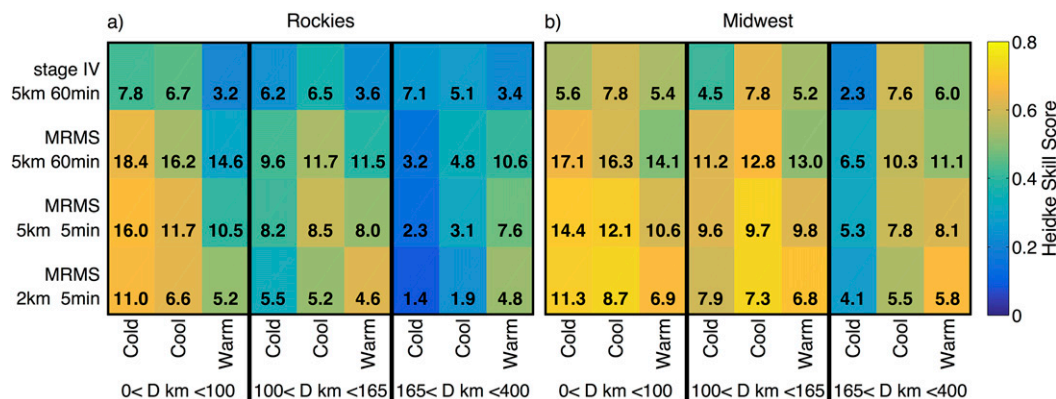 a) Rockies
b) Midwest
stage IV
5km 60min
7.8 6.7 3.2 6.2 6.5 3.6 7.1 5.1 3.4
5.6 7.8 5.4 4.5 7.8 5.2 2.3 7.6 6.0
MRMS
5km 60min
18.4 16.2 14.6 9.6 11.7 11.5 3.2 4.8 10.6
17.1 16.3 14.1 11.2 12.8 13.0 6.5 10.3 11.1
MRMS
5km 5min
16.0 11.7 10.5 8.2 8.5 8.0 2.3 3.1 7.6
14.4 12.1 10.6 9.6 9.7 9.8 5.3 7.8 8.1
MRMS
2km 5min
11.0 6.6 5.2 5.5 5.2 4.6 1.4 1.9 4.8
11.3 8.7 6.9 7.9 7.3 6.8 4.1 5.5 5.8
Cold Cool Warm Cold Cool Warm Cold Cool Warm
Cold Cool Warm Cold Cool Warm Cold Cool Warm
0< D km <100 100< D km <165 165< D km <400
0< D km <100 100< D km <165 165< D km <400
0.8
0.6
0.4
0.2
0
Heidke Skill Score